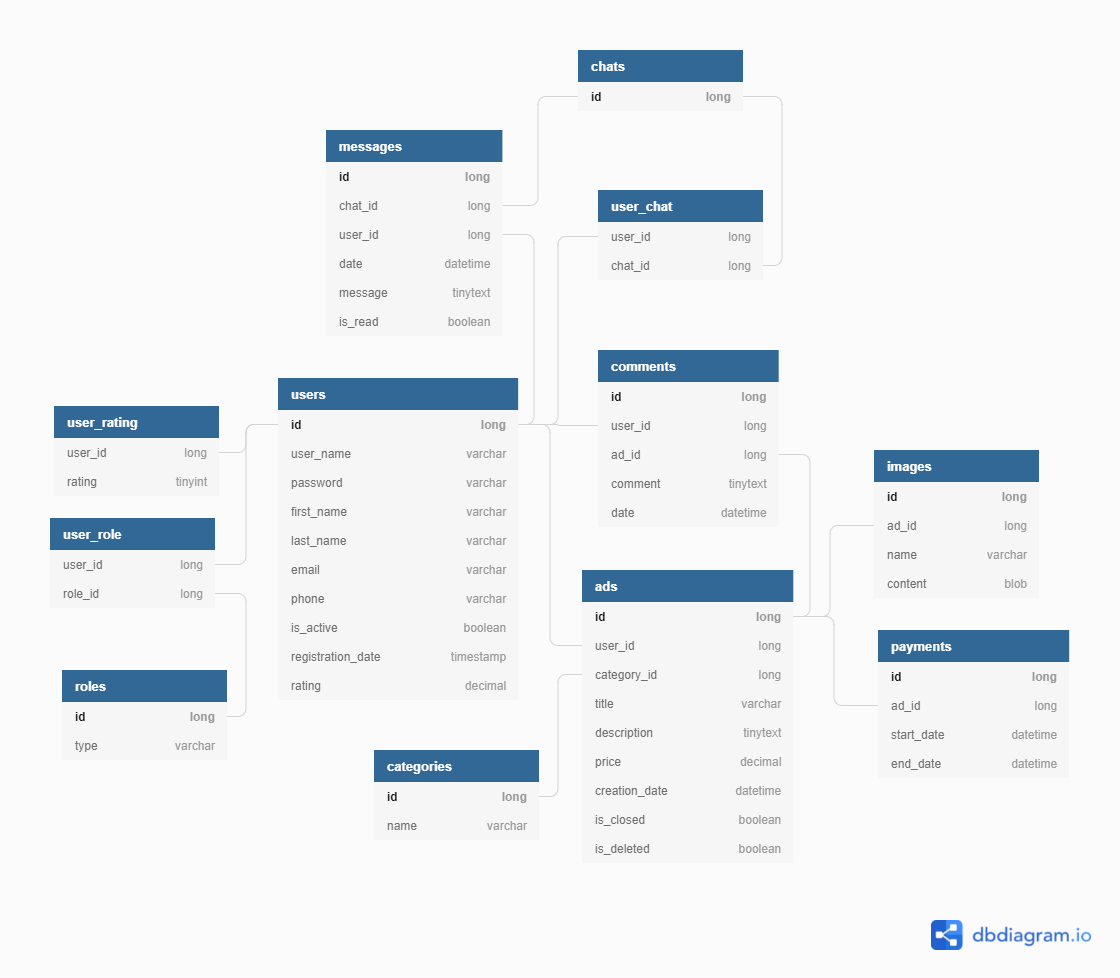 chats
id long
messages
id long
chat_id long
user_id long
date datetime
message tinytext
is_read boolean
user_chat
user_id long
chat_id long
comments
id long
user_id long
ad_id long
comment tinytext
date datetime
users
id long
user_name varchar
password varchar
first_name varchar
last_name varchar
email varchar
phone varchar
is_active boolean
registration_date timestamp
rating decimal
user_rating
user_id long
rating tinyint
user_role
user_id long
role_id long
roles
id long
type varchar
images
id long
ad_id long
name varchar
content blob
ads
id long
user_id long
category_id long
title varchar
description tinytext
price decimal
creation_date datetime
is_closed boolean
is_deleted boolean
payments
id long
ad_id long
start_date datetime
end_date datetime
categories
id long
name varchar
dbdiagram.io